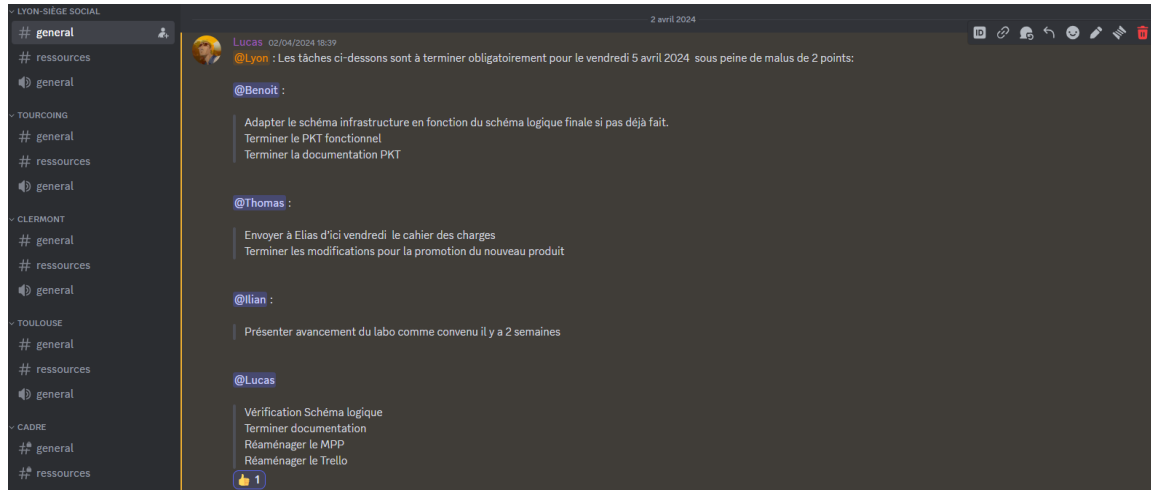 LYON-SIÈGE SOCIAL
general
ressources
general
TOURCOING
general
ressources
general
CLERMONT
general
ressources
general
TOULOUSE
general
ressources
general
CADRE
general
ressources
2 avril 2024
ID
Lucas 02/04/2024 18:39
@Lyon : Les tâches ci-dessons sont à terminer obligatoirement pour le vendredi 5 avril 2024 sous peine de malus de 2 points:
@Benoit :
Adapter le schéma infrastructure en fonction du schéma logique finale si pas déjà fait.
Terminer le PKT fonctionnel
Terminer la documentation PKT
@Thomas :
Envoyer à Elias d'ici vendredi le cahier des charges
Terminer les modifications pour la promotion du nouveau produit
@Ilian :
Présenter avancement du labo comme convenu il y a 2 semaines
@Lucas
Vérification Schéma logique
Terminer documentation
Réaménager le MPP
Réaménager le Trello
👍 1